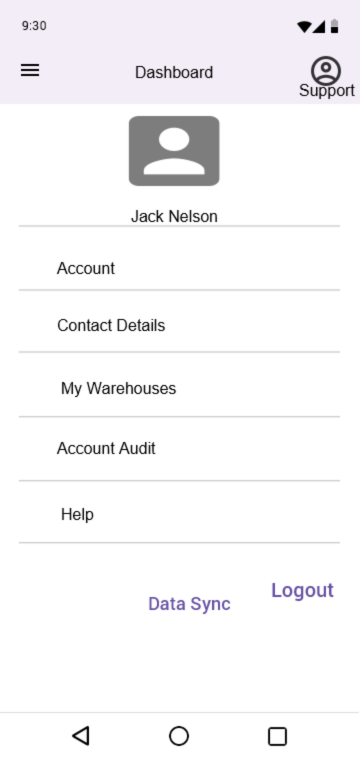 9:30
Dashboard
Support
Jack Nelson
Account
Contact Details
My Warehouses
Account Audit
Help
Logout
Data Sync